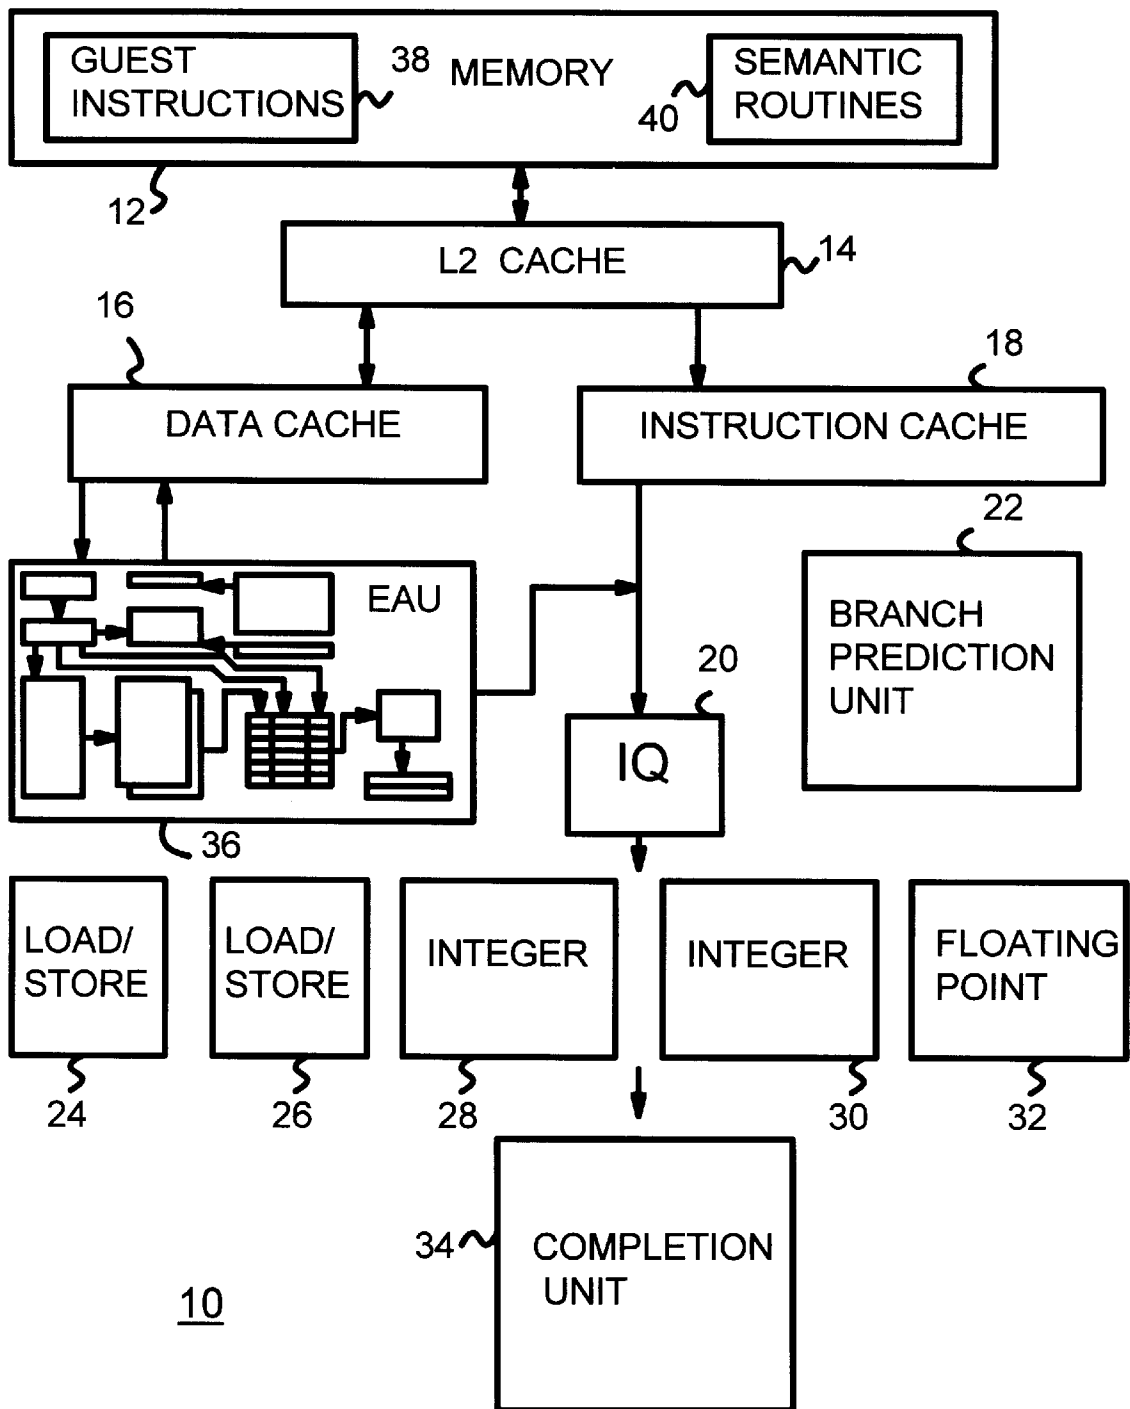 GUEST
INSTRUCTIONS
38
MEMORY
40
SEMANTIC
ROUTINES
12
L2 CACHE
14
16
18
DATA CACHE
INSTRUCTION CACHE
22
EAU
BRANCH
PREDICTION
UNIT
20
IQ
36
LOAD/
STORE
LOAD/
STORE
INTEGER
INTEGER
FLOATING
POINT
24
26
28
30
32
34
COMPLETION
UNIT
10